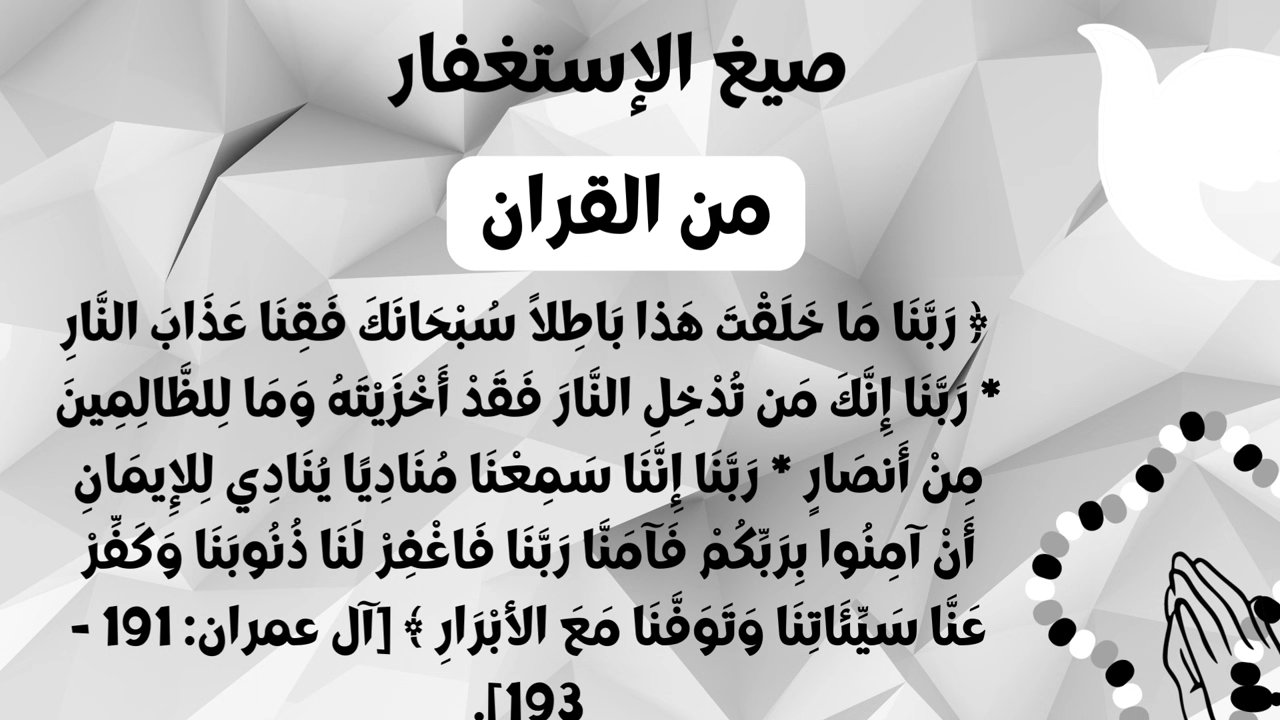 صيغ الإستغفار
من القران
﴿ رَبَّنَا مَا خَلَقْتَ هَذا بَاطِلاً سُبْحَانَكَ فَقِنَا عَذَابَ النَّارِ
* رَبَّنَا إِنَّكَ مَن تُدْخِلِ النَّارَ فَقَدْ أَخْزَيْتَهُ وَمَا لِلظَّالِمِينَ
مِنْ أَنصَارٍ * رَبَّنَا إِنَّنَا سَمِعْنَا مُنَادِيًا يُنَادِي لِلإِيمَانِ
أَنْ آمِنُوا بِرَبِّكُمْ فَآمَنَّا رَبَّنَا فَاغْفِرْ لَنَا ذُنُوبَنَا وَكَفِّرْ
عَنَّا سَيِّئَاتِنَا وَتَوَفَّنَا مَعَ الأبْرَارِ ﴾ [آل عمران: 191 -
193].